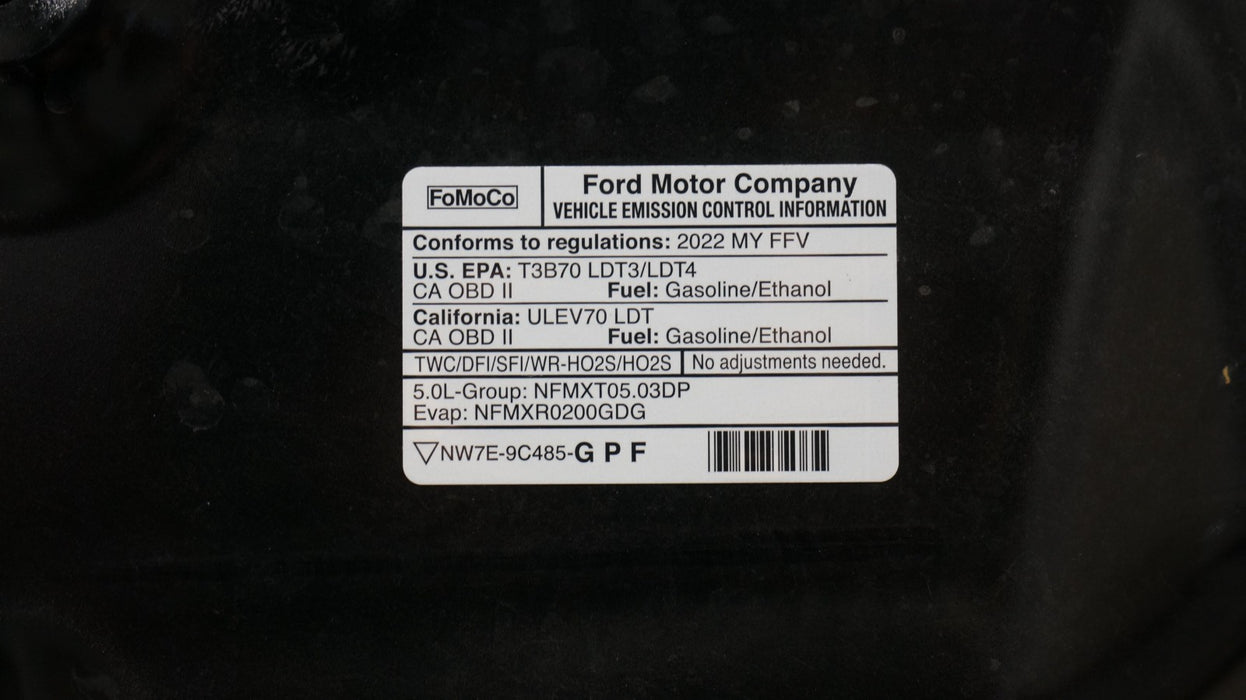 FoMoCo
Ford Motor Company
VEHICLE EMISSION CONTROL INFORMATION
Conforms to regulations: 2022 MY FFV
U.S. EPA: T3B70 LDT3/LDT4
CA OBD II Fuel: Gasoline/Ethanol
California: ULEV70 LDT
CA OBD II Fuel: Gasoline/Ethanol
TWC/DFI/SFI/WR-HO2S/HO2S No adjustments needed.
5.0L-Group: NFMXT05.03DP
Evap: NFMXR0200GDG
NW7E-9C485-G P F